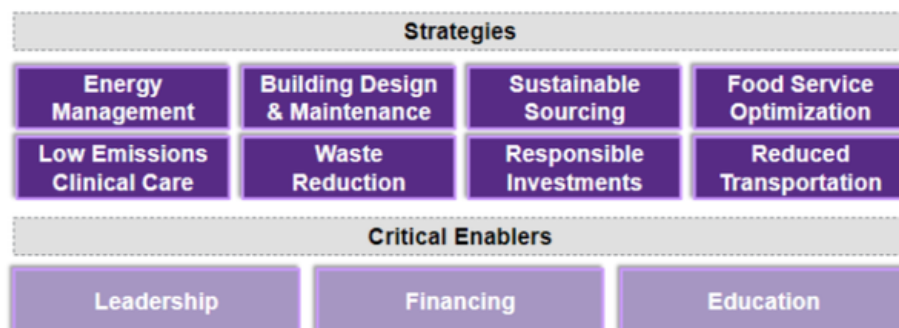 Strategies
Energy
Management
Building Design
& Maintenance
Sustainable
Sourcing
Food Service
Optimization
Low Emissions
Clinical Care
Waste
Reduction
Responsible
Investments
Reduced
Transportation
Critical Enablers
Leadership
Financing
Education